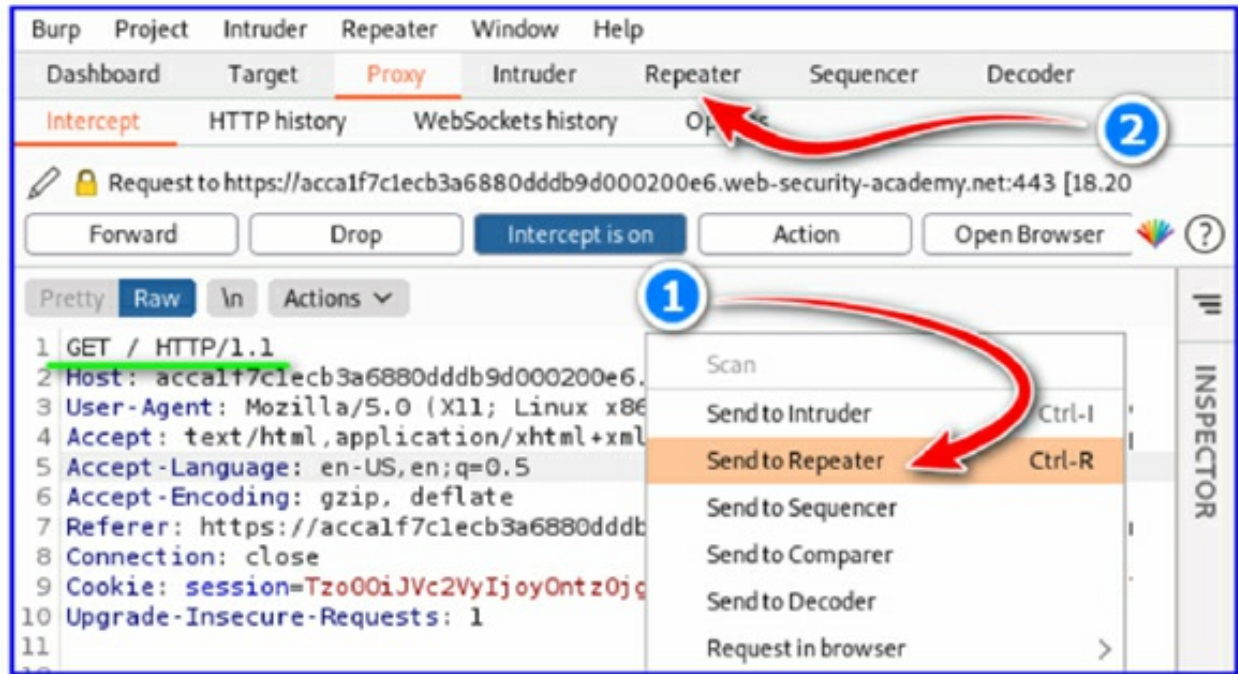 Burp Project Intruder Repeater Window Help
Dashboard Target Proxy Intruder Repeater Sequencer Decoder
Intercept HTTP history WebSockets history
2
Request to https://acca1f7c1ecb3a6880dddb9d000200e6.web-security-academy.net:443 [18.20
Forward Drop Intercept is on Action Open Browser ?
Pretty Raw \n Actions
1
1 GET / HTTP/1.1
2 Host: acca1f7c1ecb3a6880dddb9d000200e6.
3 User-Agent: Mozilla/5.0 (X11; Linux x86
4 Accept: text/html,application/xhtml+xml
5 Accept-Language: en-US,en;q=0.5
6 Accept-Encoding: gzip, deflate
7 Referer: https://acca1f7c1ecb3a6880dddb
8 Connection: close
9 Cookie: session=Tzo0OiJVc2VyIjoyOntzOjg
10 Upgrade-Insecure-Requests: 1
11
Scan
Send to Intruder Ctrl-I
Send to Repeater Ctrl-R
Send to Sequencer
Send to Comparer
Send to Decoder
Request in browser >
INSPECTOR